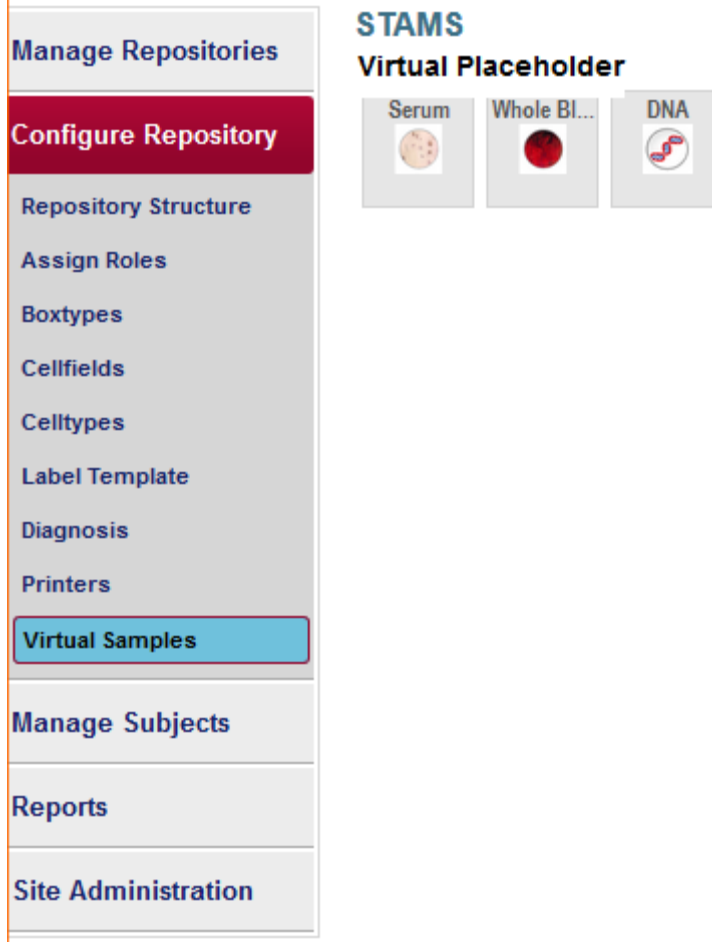 Manage Repositories
Configure Repository
Repository Structure
Assign Roles
Boxtypes
Cellfields
Celltypes
Label Template
Diagnosis
Printers
Virtual Samples
Manage Subjects
Reports
Site Administration
STAMS
Virtual Placeholder
Serum
Whole Bl...
DNA